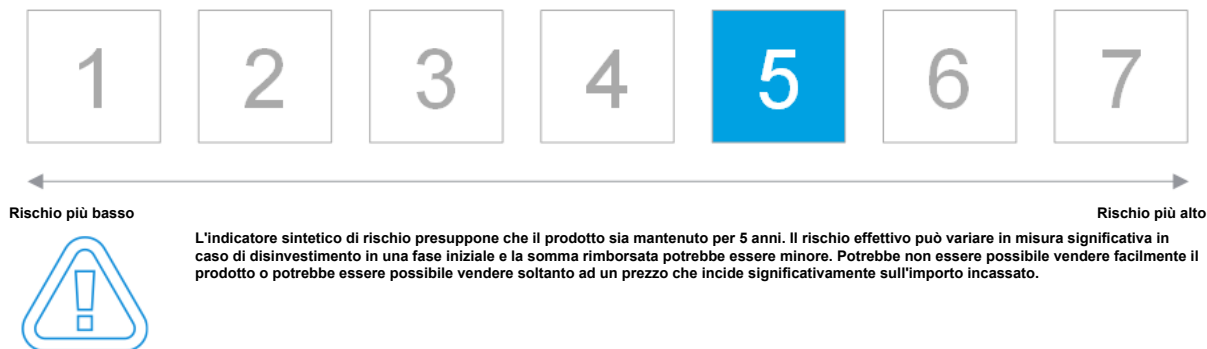 1 2 3 4 5 6 7
Rischio più basso Rischio più alto
L'indicatore sintetico di rischio presuppone che il prodotto sia mantenuto per 5 anni. Il rischio effettivo può variare in misura significativa in
caso di disinvestimento in una fase iniziale e la somma rimborsata potrebbe essere minore. Potrebbe non essere possibile vendere facilmente il
prodotto o potrebbe essere possibile vendere soltanto ad un prezzo che incide significativamente sull'importo incassato.